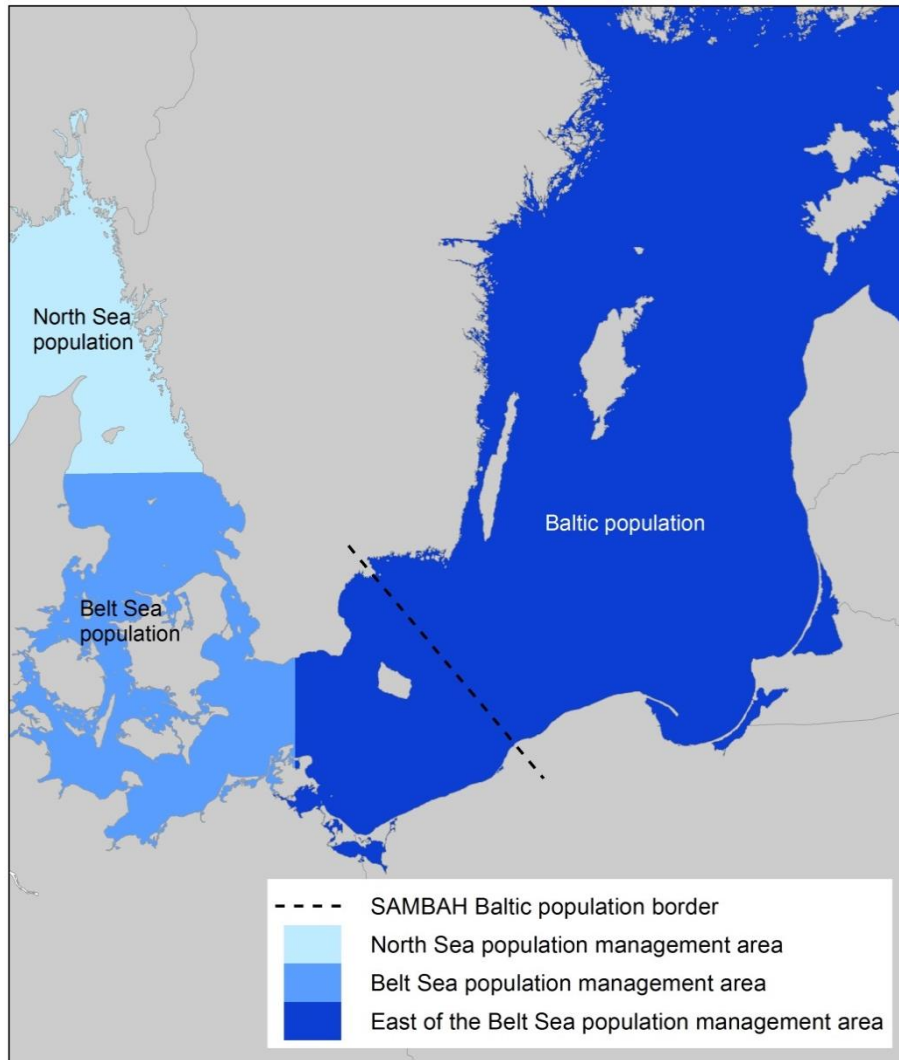 North Sea
population
Baltic population
Belt Sea
population
SAMBAH Baltic population border
North Sea population management area
Belt Sea population management area
East of the Belt Sea population management area